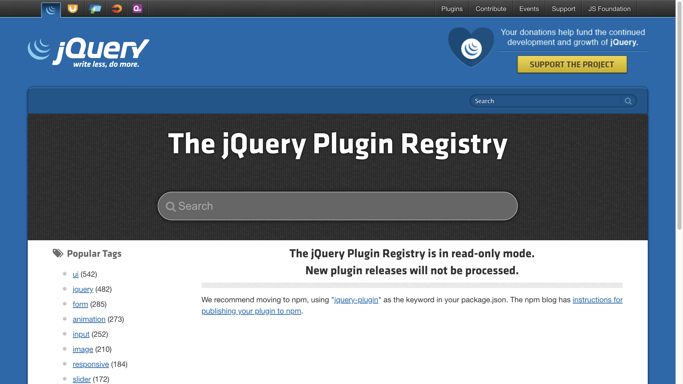 Plugins Contribute Events Support JS Foundation
jQuery
write less, do more.
Your donations help fund the continued
development and growth of jQuery.
SUPPORT THE PROJECT
Search
The jQuery Plugin Registry
Search
Popular Tags
ui (542)
jquery (482)
form (285)
animation (273)
input (252)
image (210)
responsive (184)
slider (172)
The jQuery Plugin Registry is in read-only mode.
New plugin releases will not be processed.
We recommend moving to npm, using "jquery-plugin" as the keyword in your package.json. The npm blog has instructions for
publishing your plugin to npm.